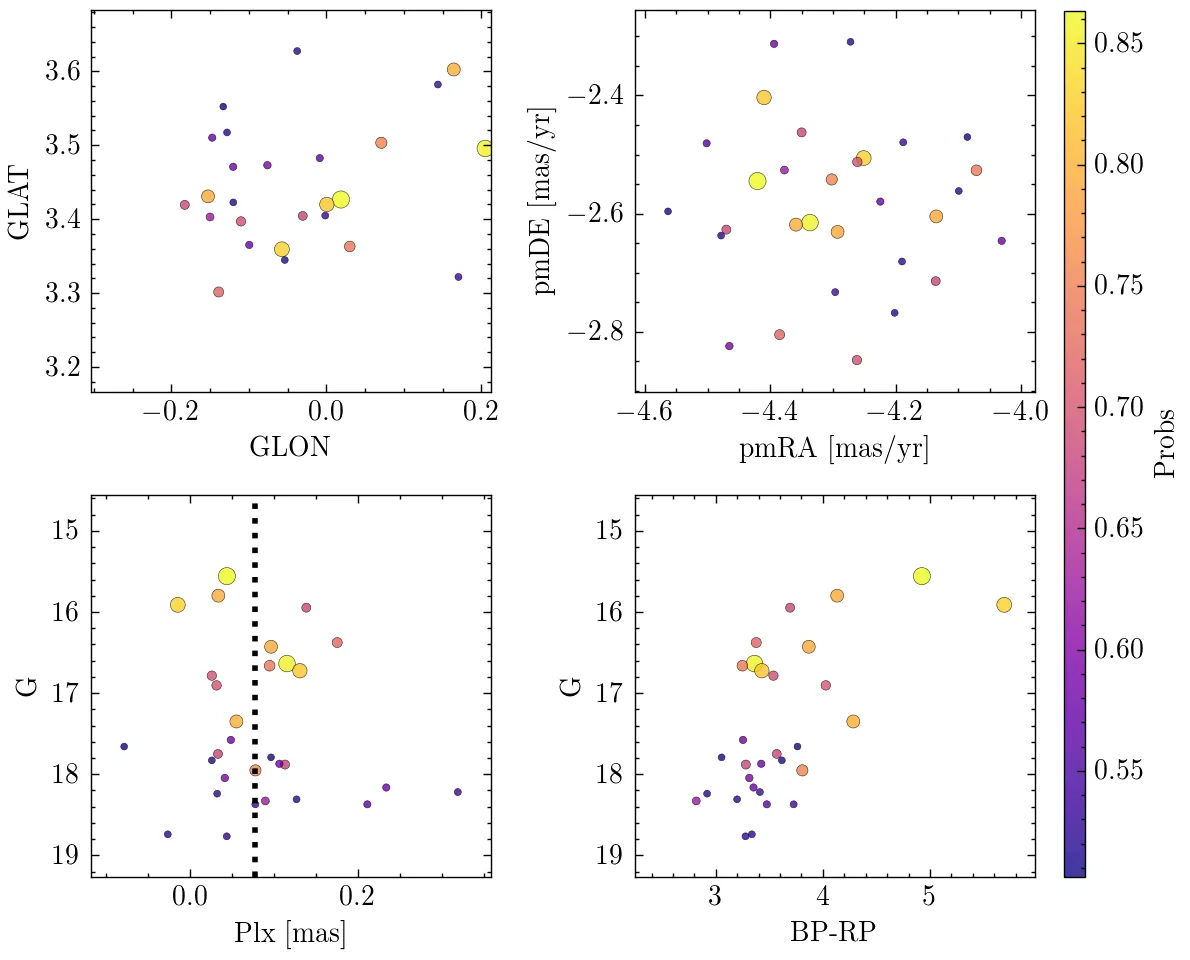 3.6
3.5
3.4
3.3
3.2
GLAT
−0.2 0.0 0.2
GLON
−2.4
−2.6
−2.8
pmDE [mas/yr]
−4.6 −4.4 −4.2 −4.0
pmRA [mas/yr]
0.85
0.80
0.75
0.70
0.65
0.60
0.55
Probs
15
16
17
18
19
G
0.0 0.2
Plx [mas]
15
16
17
18
19
G
3 4 5
BP-RP